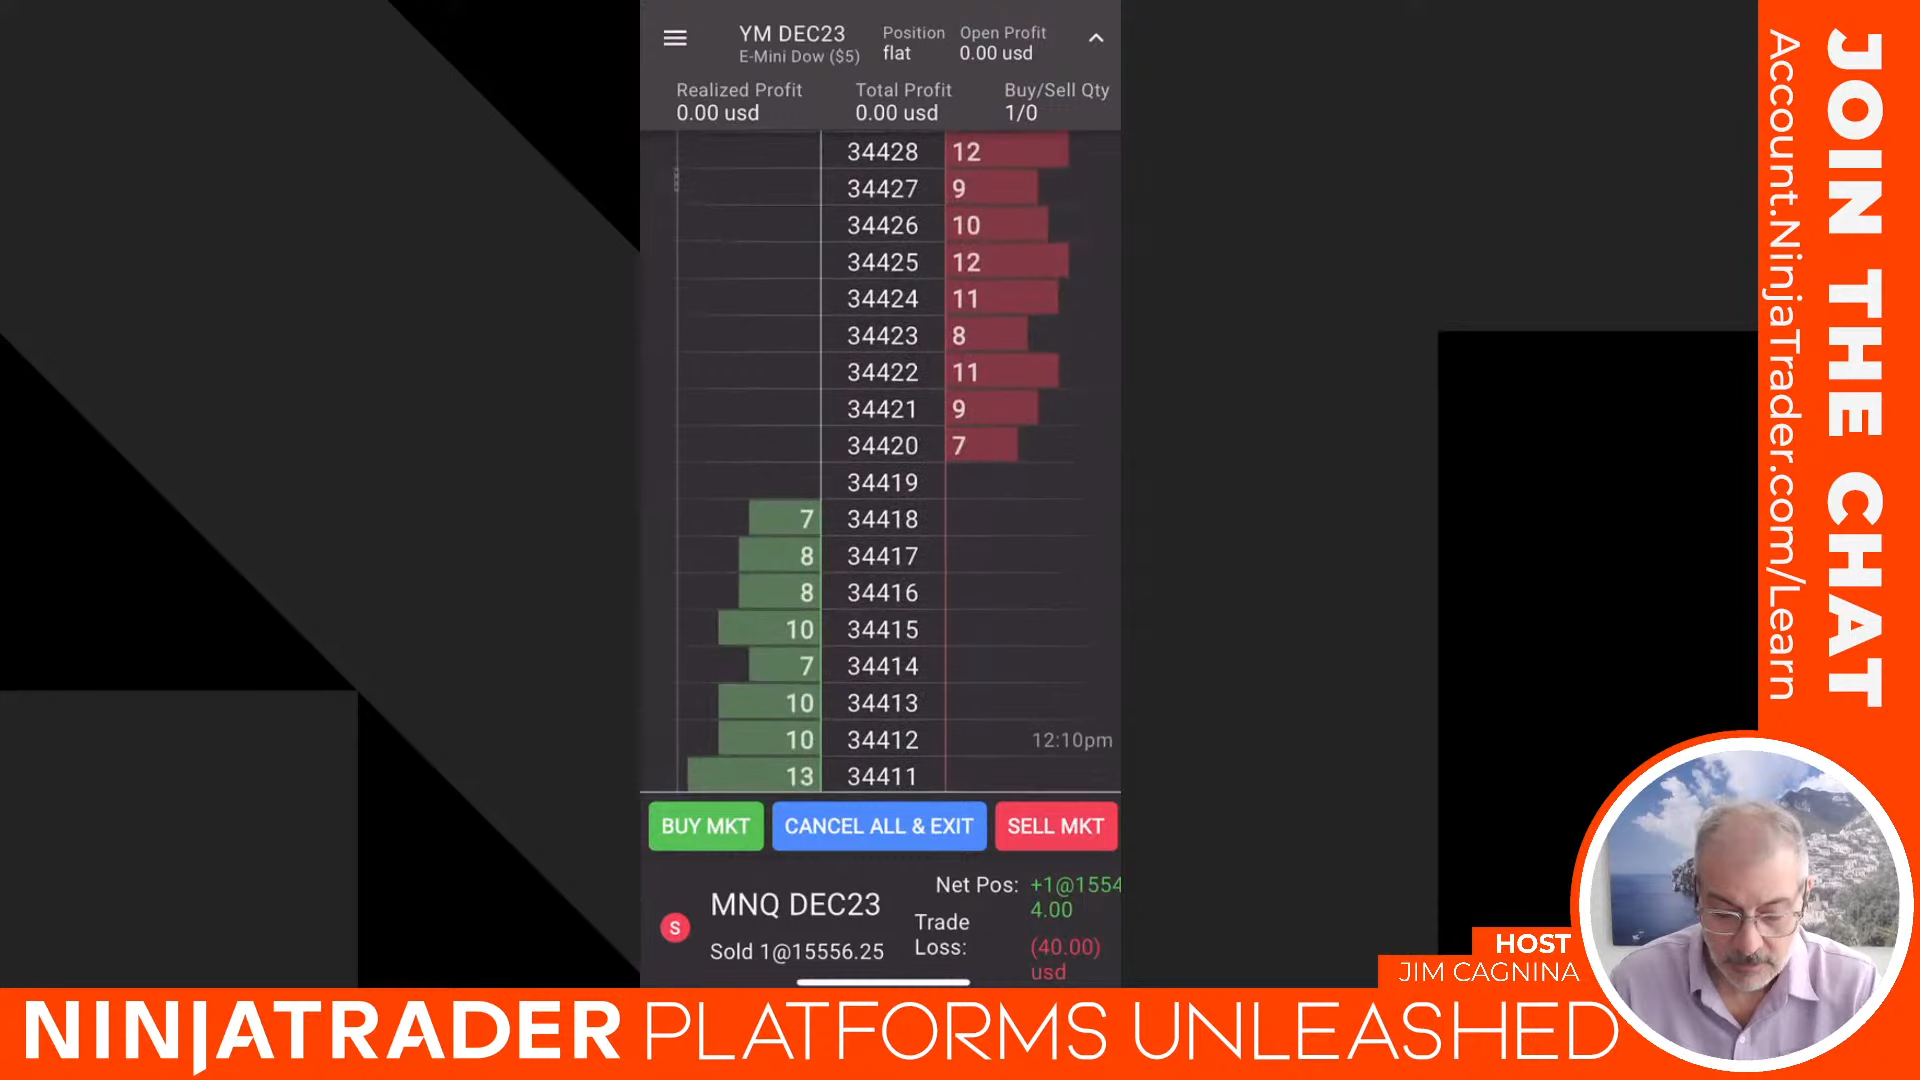 YM DEC23
E-Mini Dow ($5)
Position
flat
Open Profit
0.00 usd
Realized Profit
0.00 usd
Total Profit
0.00 usd
Buy/Sell Qty
1/0
34428 12
34427 9
34426 10
34425 12
34424 11
34423 8
34422 11
34421 9
34420 7
34419
7 34418
8 34417
8 34416
10 34415
7 34414
10 34413
10 34412 12:10pm
13 34411
BUY MKT
CANCEL ALL & EXIT
SELL MKT
S
MNQ DEC23
Sold 1@15556.25
Net Pos: +1@1554
4.00
Trade
Loss: (40.00)
usd
JOIN THE CHAT
Account.NinjaTrader.com/Learn
HOST
JIM CAGNINA
NINJATRADER PLATFORMS UNLEASHED